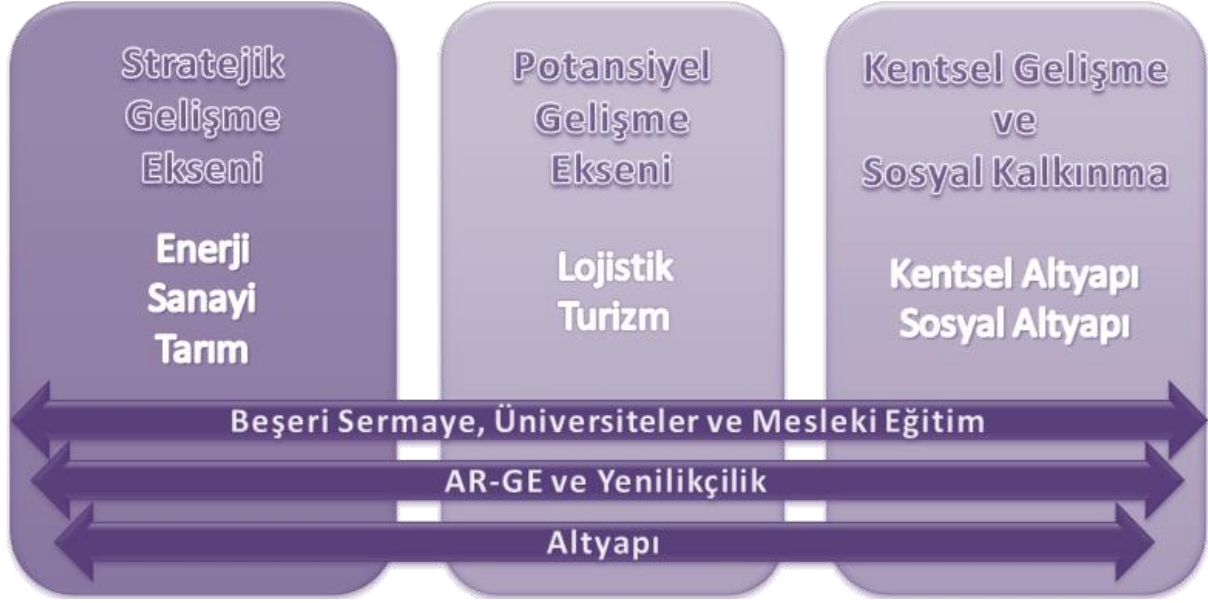 Stratejik
Gelişme
Ekseni
Enerji
Sanayi
Tarım
Potansiyel
Gelişme
Ekseni
Lojistik
Turizm
Kentsel Gelişme
ve
Sosyal Kalkınma
Kentsel Altyapı
Sosyal Altyapı
Beşeri Sermaye, Üniversiteler ve Mesleki Eğitim
AR-GE ve Yenilikçilik
Altyapı